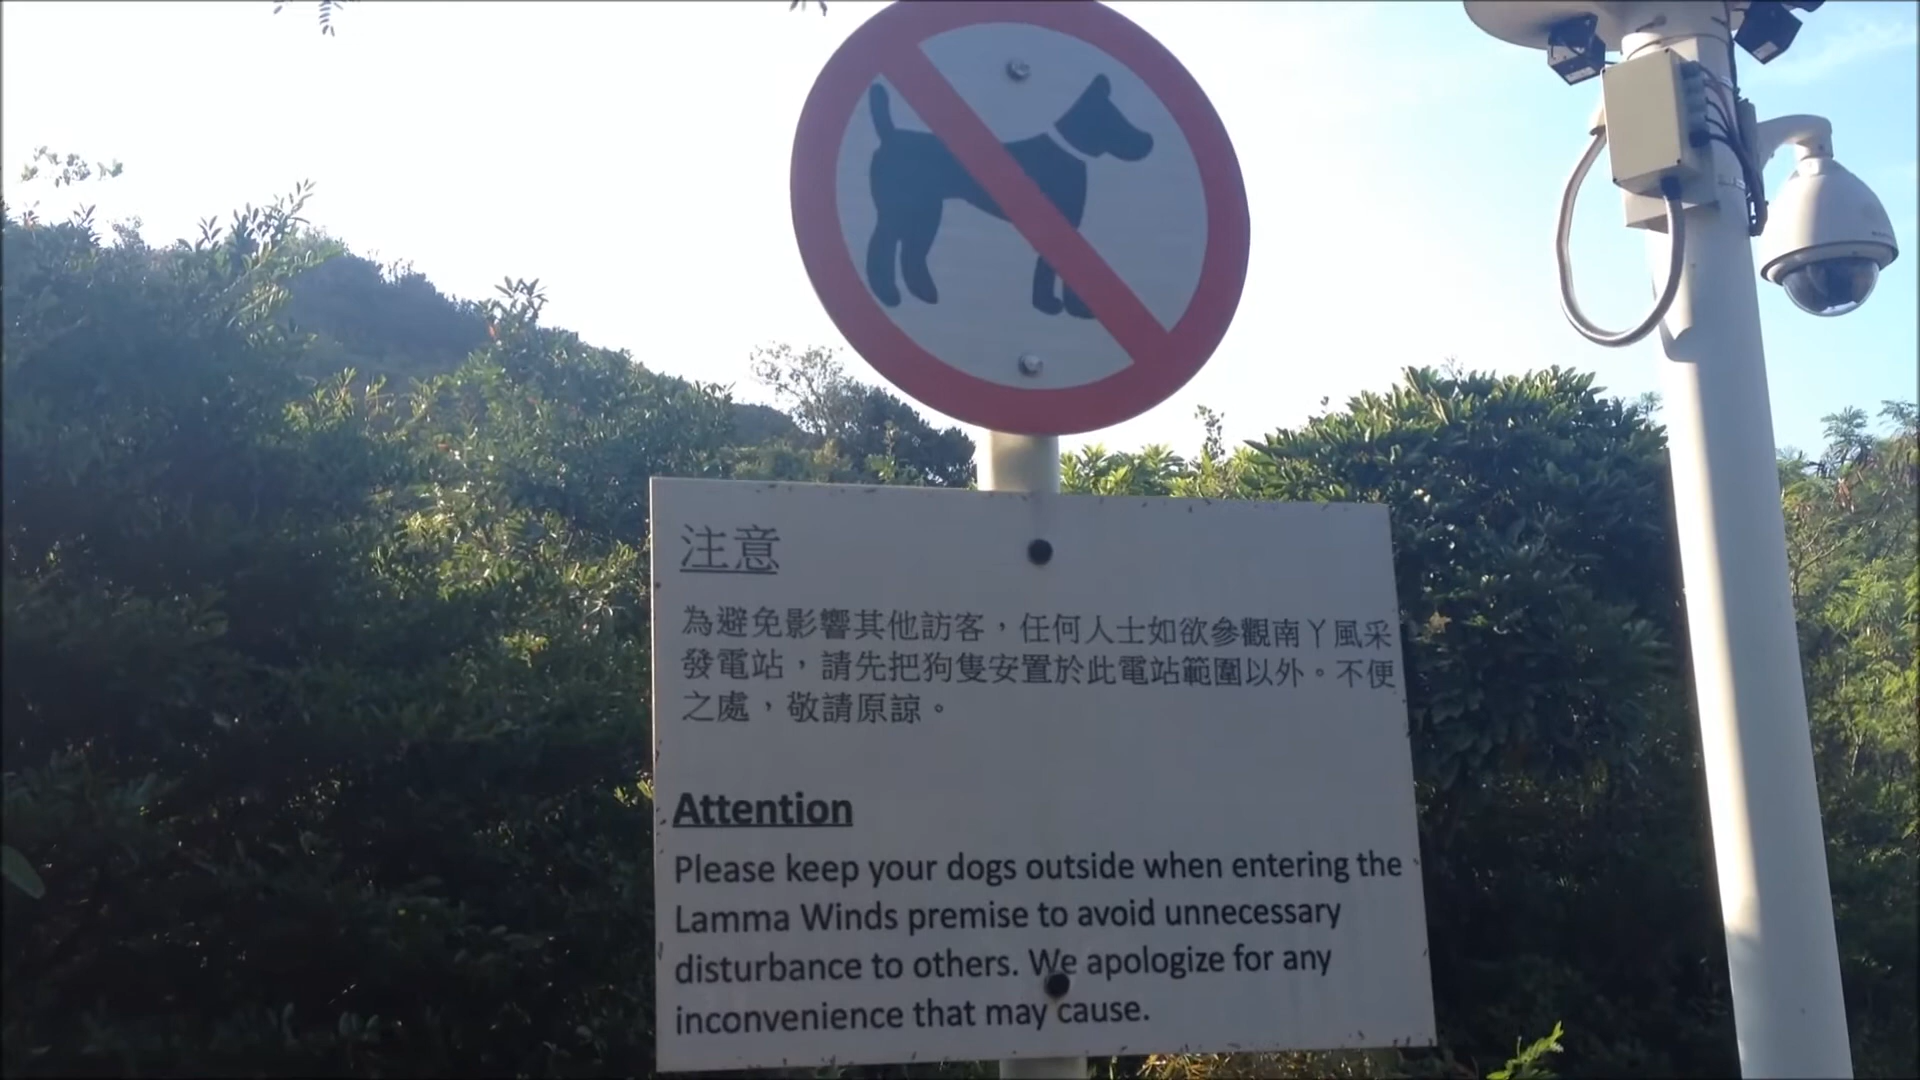 注意
為避免影響其他訪客，任何人士如欲參觀南丫風采
發電站，請先把狗隻安置於此電站範圍以外。不便
之處，敬請原諒。
Attention
Please keep your dogs outside when entering the
Lamma Winds premise to avoid unnecessary
disturbance to others. We apologize for any
inconvenience that may cause.